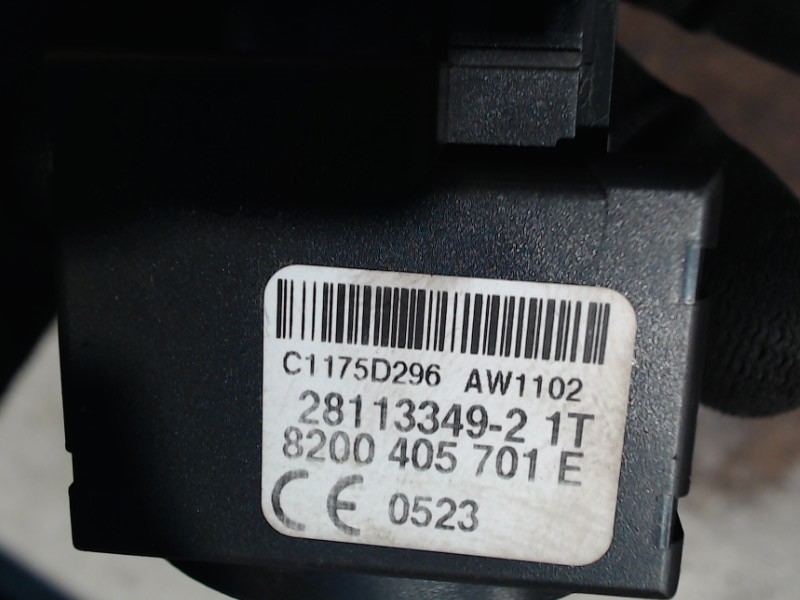 C1175D296 AW1102
28113349-2 1T
8200 405 701 E
CE 0523